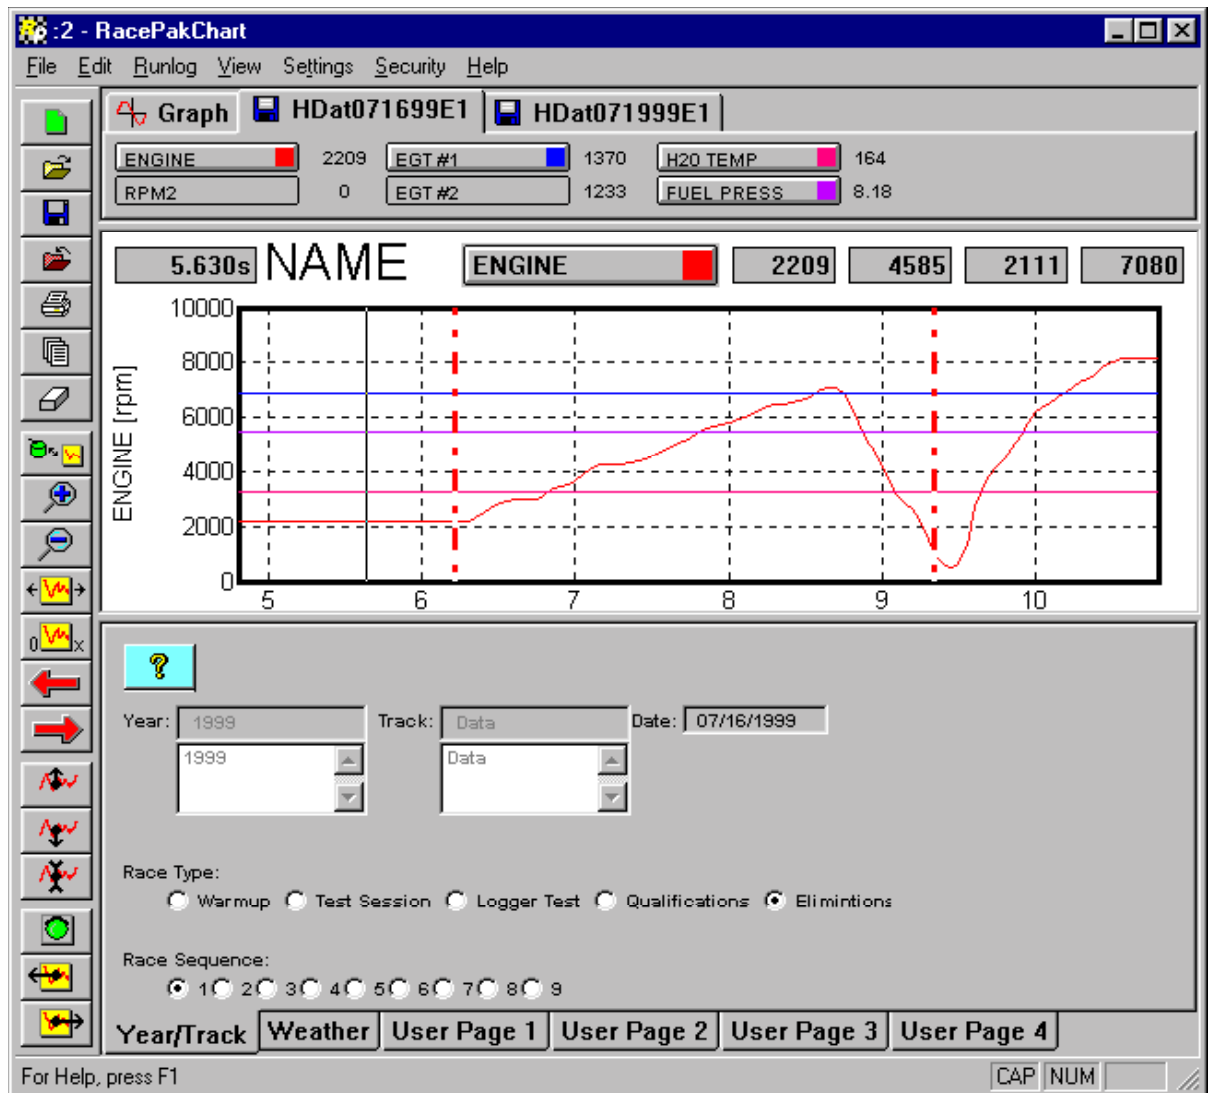 :2 - RacePakChart
File Edit Runlog View Settings Security Help
Graph HDat071699E1 HDat071999E1
ENGINE 2209 EGT #1 1370 H20 TEMP 164
RPM2 0 EGT #2 1233 FUEL PRESS 8.18
5.630s NAME ENGINE 2209 4585 2111 7080
ENGINE [rpm]
10000
8000
6000
4000
2000
0
5 6 7 8 9 10
?
Year: 1999 Track: Data Date: 07/16/1999
1999 Data
Race Type:
Warmup Test Session Logger Test Qualifications Elimintions
Race Sequence:
1 2 3 4 5 6 7 8 9
Year/Track Weather User Page 1 User Page 2 User Page 3 User Page 4
For Help, press F1 CAP NUM